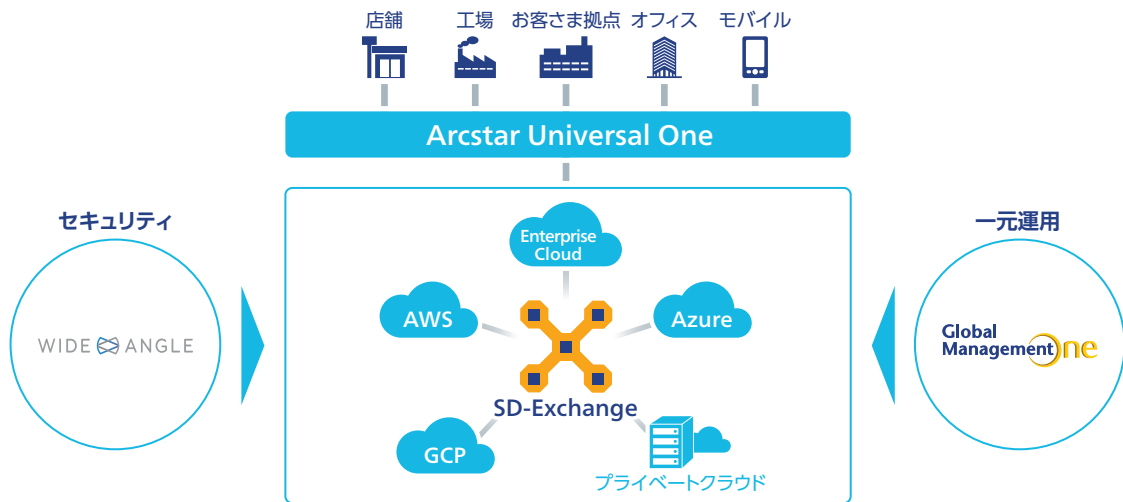 店舗
工場
お客さま拠点
オフィス
モバイル
Arcstar Universal One
セキュリティ
WIDE ANGLE
Enterprise
Cloud
AWS
Azure
SD-Exchange
GCP
プライベートクラウド
一元運用
Global
Management One